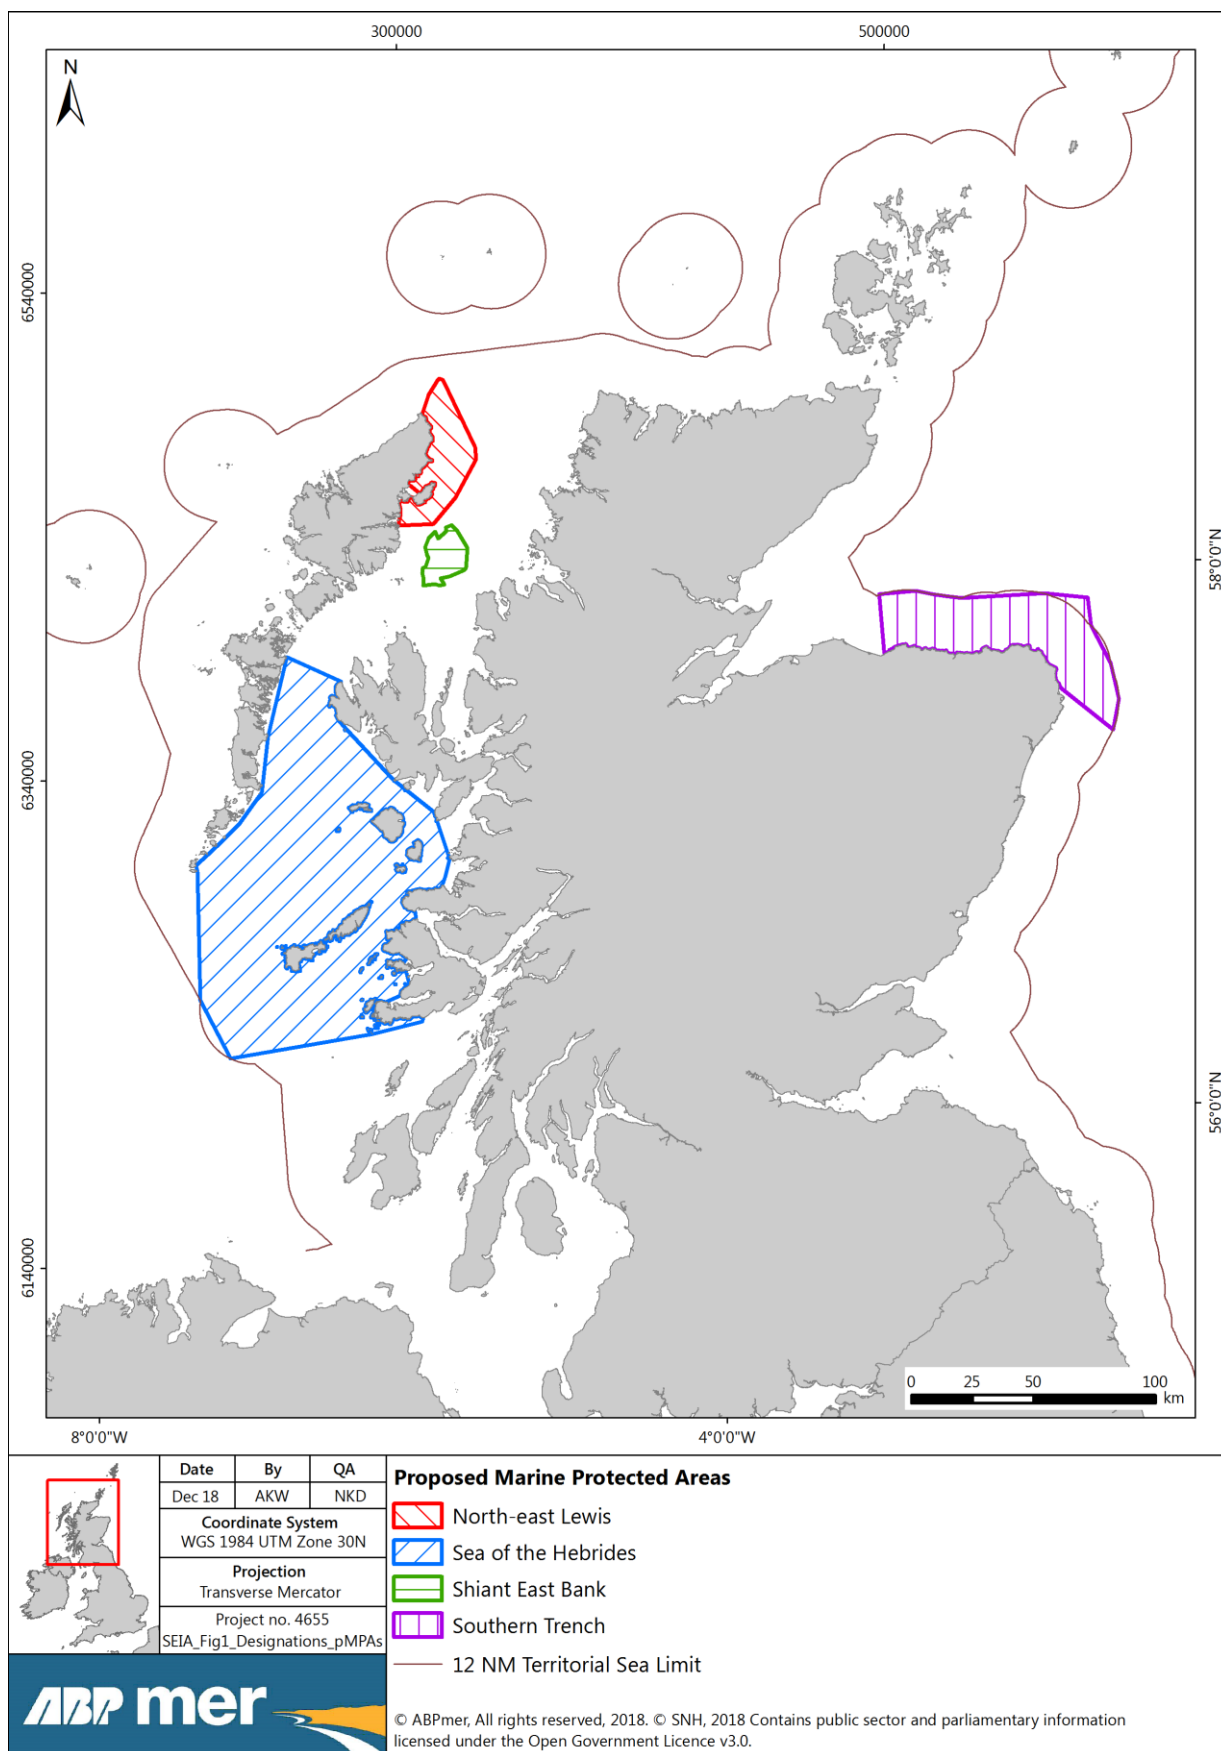 300000 500000
N
6540000
58°0'0"N
6340000
56°0'0"N
6140000
0 25 50 100
km
8°0'0"W 4°0'0"W
Date By QA
Dec 18 AKW NKD
Coordinate System
WGS 1984 UTM Zone 30N
Projection
Transverse Mercator
Project no. 4655
SEIA_Fig1_Designations_pMPAs
ABPmer
Proposed Marine Protected Areas
North-east Lewis
Sea of the Hebrides
Shiant East Bank
Southern Trench
12 NM Territorial Sea Limit
© ABPmer, All rights reserved, 2018. © SNH, 2018 Contains public sector and parliamentary information
licensed under the Open Government Licence v3.0.